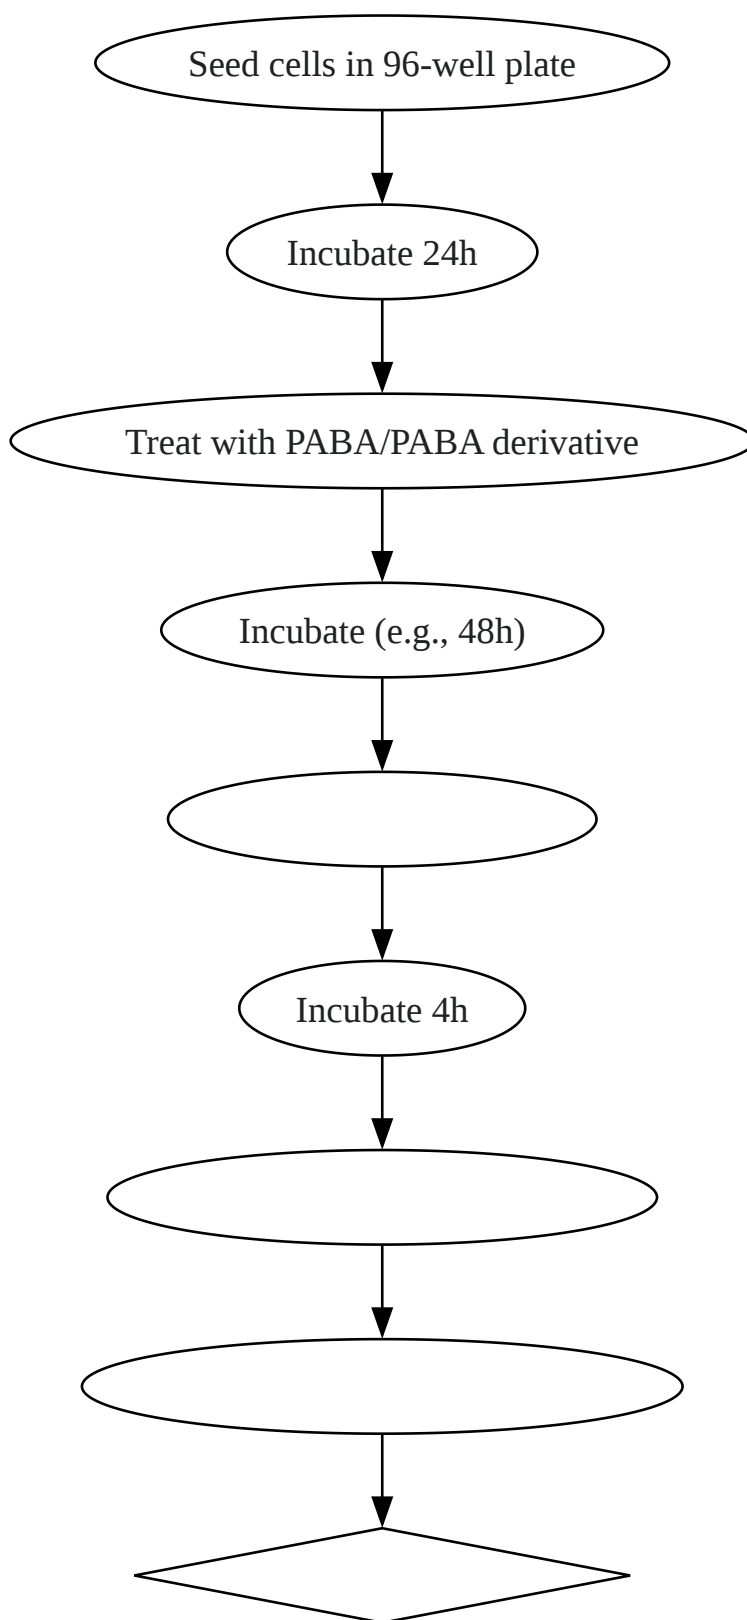 Seed cells in 96-well plate
Incubate 24h
Treat with PABA/PABA derivative
Incubate (e.g., 48h)
Incubate 4h